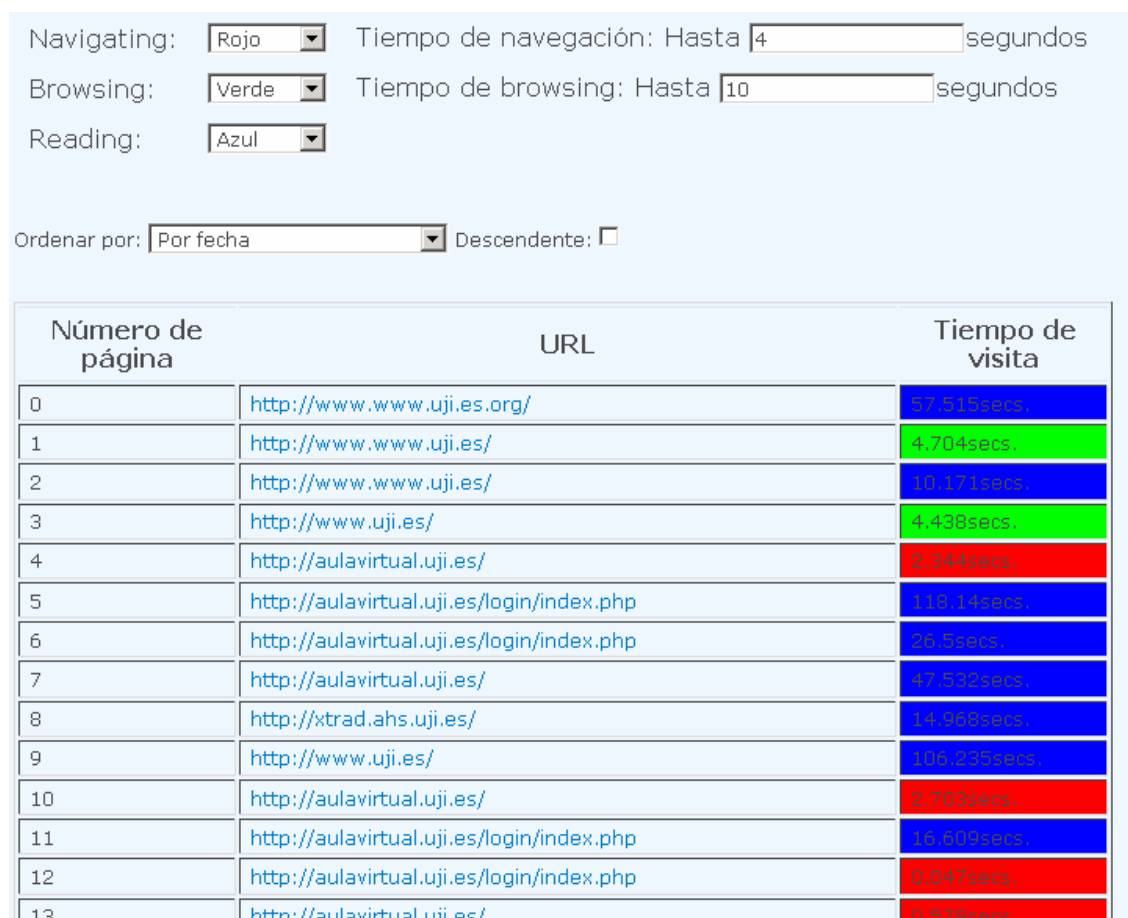 Navigating: Rojo Tiempo de navegación: Hasta 4 segundos
Browsing: Verde Tiempo de browsing: Hasta 10 segundos
Reading: Azul
Ordenar por: Por fecha Descendente:
Número de página URL Tiempo de visita
0 http://www.www.uji.es.org/ 57.515secs.
1 http://www.www.uji.es/ 4.704secs.
2 http://www.www.uji.es/ 10.171secs.
3 http://www.uji.es/ 4.438secs.
4 http://aulavirtual.uji.es/ 2.344secs.
5 http://aulavirtual.uji.es/login/index.php 118.14secs.
6 http://aulavirtual.uji.es/login/index.php 26.5secs.
7 http://aulavirtual.uji.es/ 47.532secs.
8 http://xtrad.ahs.uji.es/ 14.968secs.
9 http://www.uji.es/ 106.235secs.
10 http://aulavirtual.uji.es/ 2.703secs.
11 http://aulavirtual.uji.es/login/index.php 16.609secs.
12 http://aulavirtual.uji.es/login/index.php 0.047secs.
13 http://aulavirtual.uji.es/